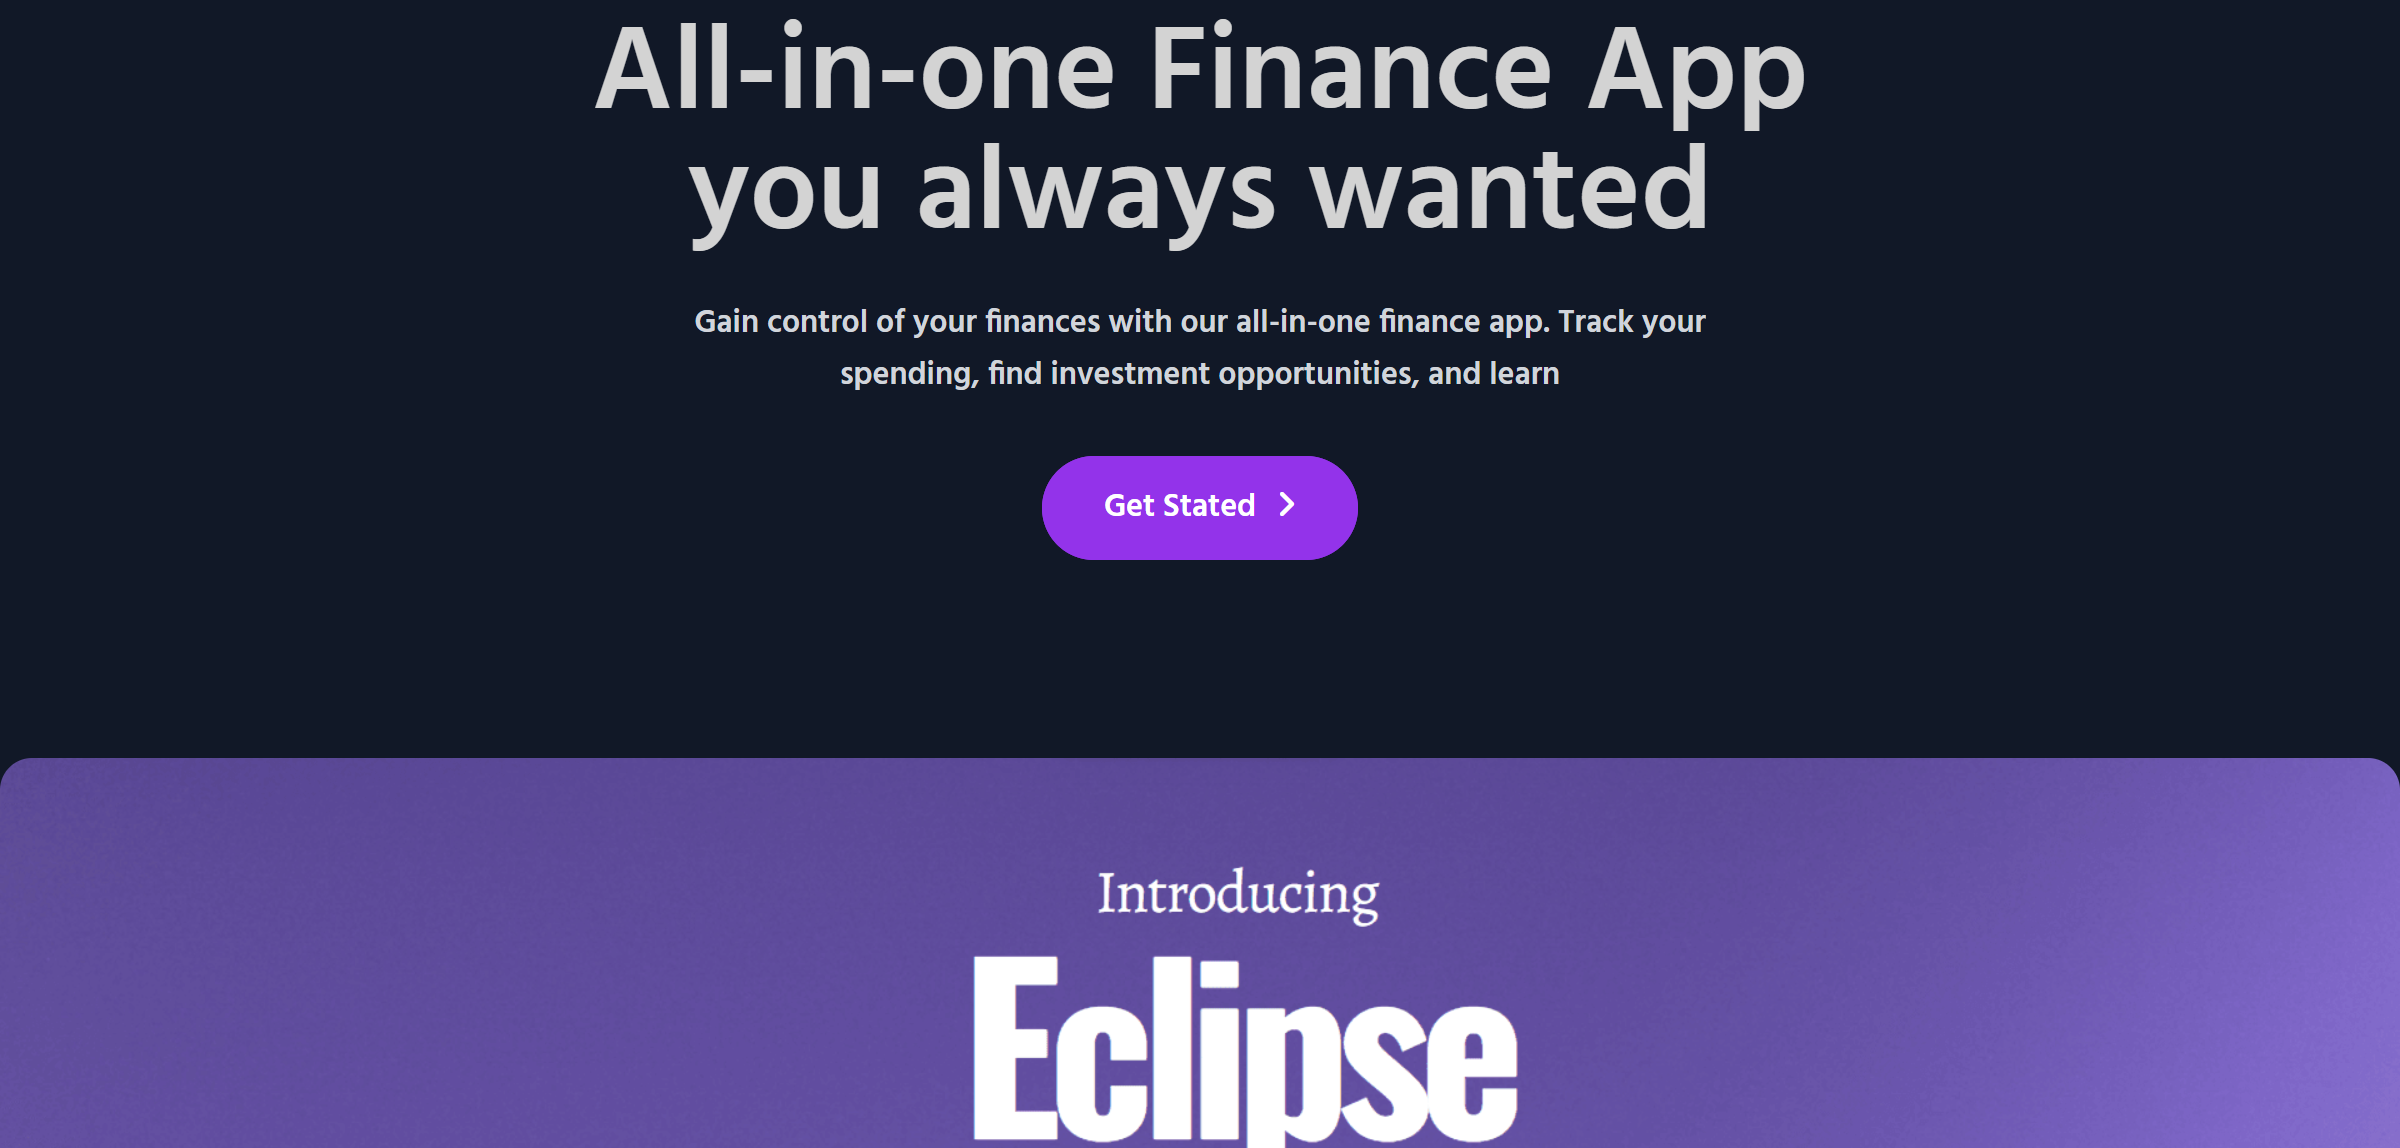 All-in-one Finance App
you always wanted
Gain control of your finances with our all-in-one finance app. Track your
spending, find investment opportunities, and learn
Get Stated
Introducing
Eclipse